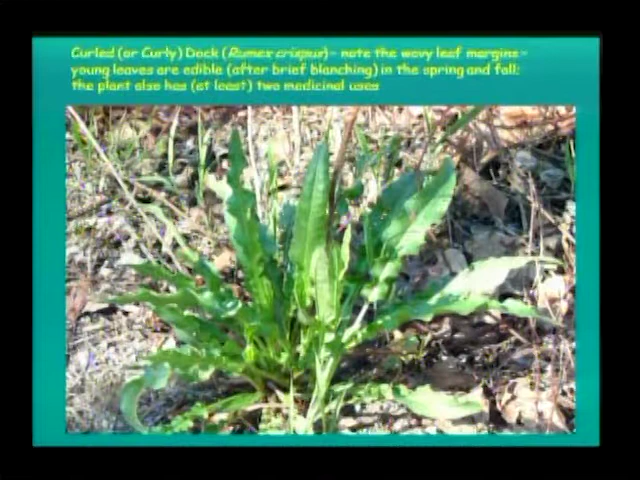 Curled (or Curly) Dock (Rumex crispus) - note the wavy leaf margins -
young leaves are edible (after brief blanching) in the spring and fall;
the plant also has (at least) two medicinal uses